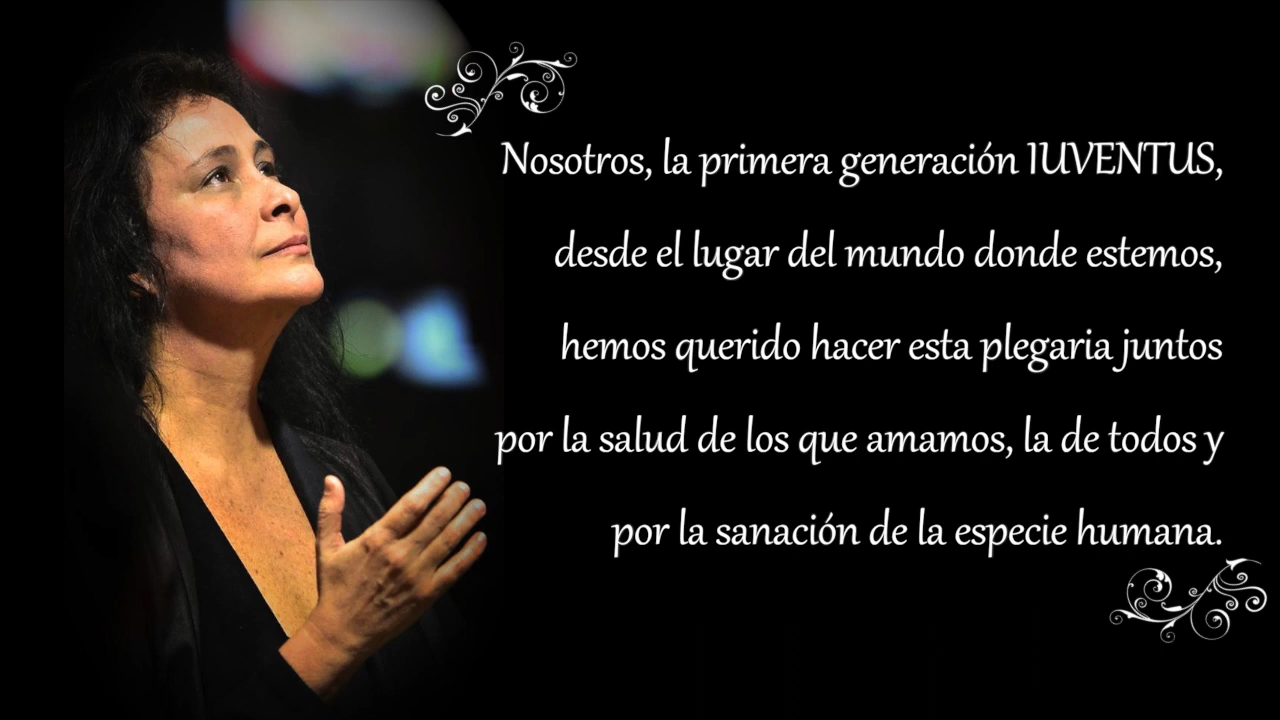 Nosotros, la primera generación IUVENTUS,
desde el lugar del mundo donde estemos,
hemos querido hacer esta plegaria juntos
por la salud de los que amamos, la de todos y
por la sanación de la especie humana.